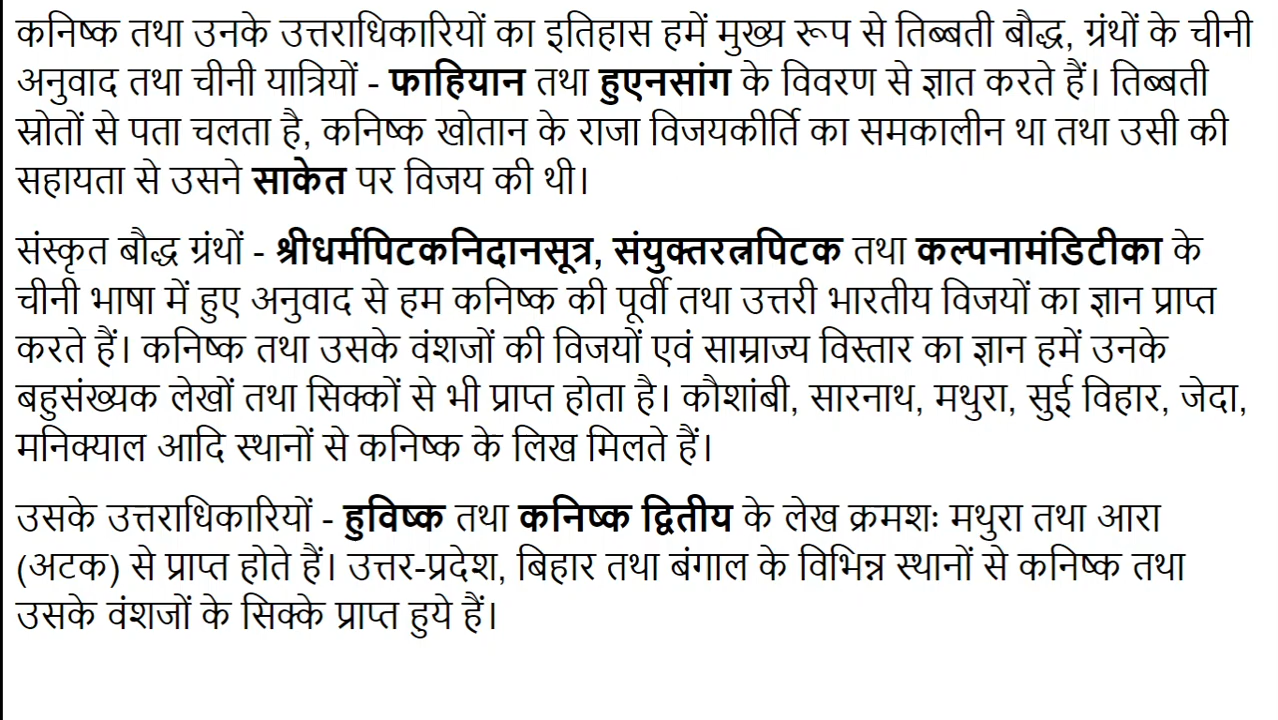 कनिष्क तथा उनके उत्तराधिकारियों का इतिहास हमें मुख्य रूप से तिब्बती बौद्ध, ग्रंथों के चीनी
अनुवाद तथा चीनी यात्रियों - फाहियान तथा हुएनसांग के विवरण से ज्ञात करते हैं। तिब्बती
स्रोतों से पता चलता है, कनिष्क खोतान के राजा विजयकीर्ति का समकालीन था तथा उसी की
सहायता से उसने साकेत पर विजय की थी।
संस्कृत बौद्ध ग्रंथों - श्रीधर्मपिटकनिदानसूत्र, संयुक्तरत्नपिटक तथा कल्पनामंडिटीका के
चीनी भाषा में हुए अनुवाद से हम कनिष्क की पूर्वी तथा उत्तरी भारतीय विजयों का ज्ञान प्राप्त
करते हैं। कनिष्क तथा उसके वंशजों की विजयों एवं साम्राज्य विस्तार का ज्ञान हमें उनके
बहुसंख्यक लेखों तथा सिक्कों से भी प्राप्त होता है। कौशांबी, सारनाथ, मथुरा, सुई विहार, जेदा,
मनिक्याल आदि स्थानों से कनिष्क के लिख मिलते हैं।
उसके उत्तराधिकारियों - हुविष्क तथा कनिष्क द्वितीय के लेख क्रमशः मथुरा तथा आरा
(अटक) से प्राप्त होते हैं। उत्तर-प्रदेश, बिहार तथा बंगाल के विभिन्न स्थानों से कनिष्क तथा
उसके वंशजों के सिक्के प्राप्त हुये हैं।